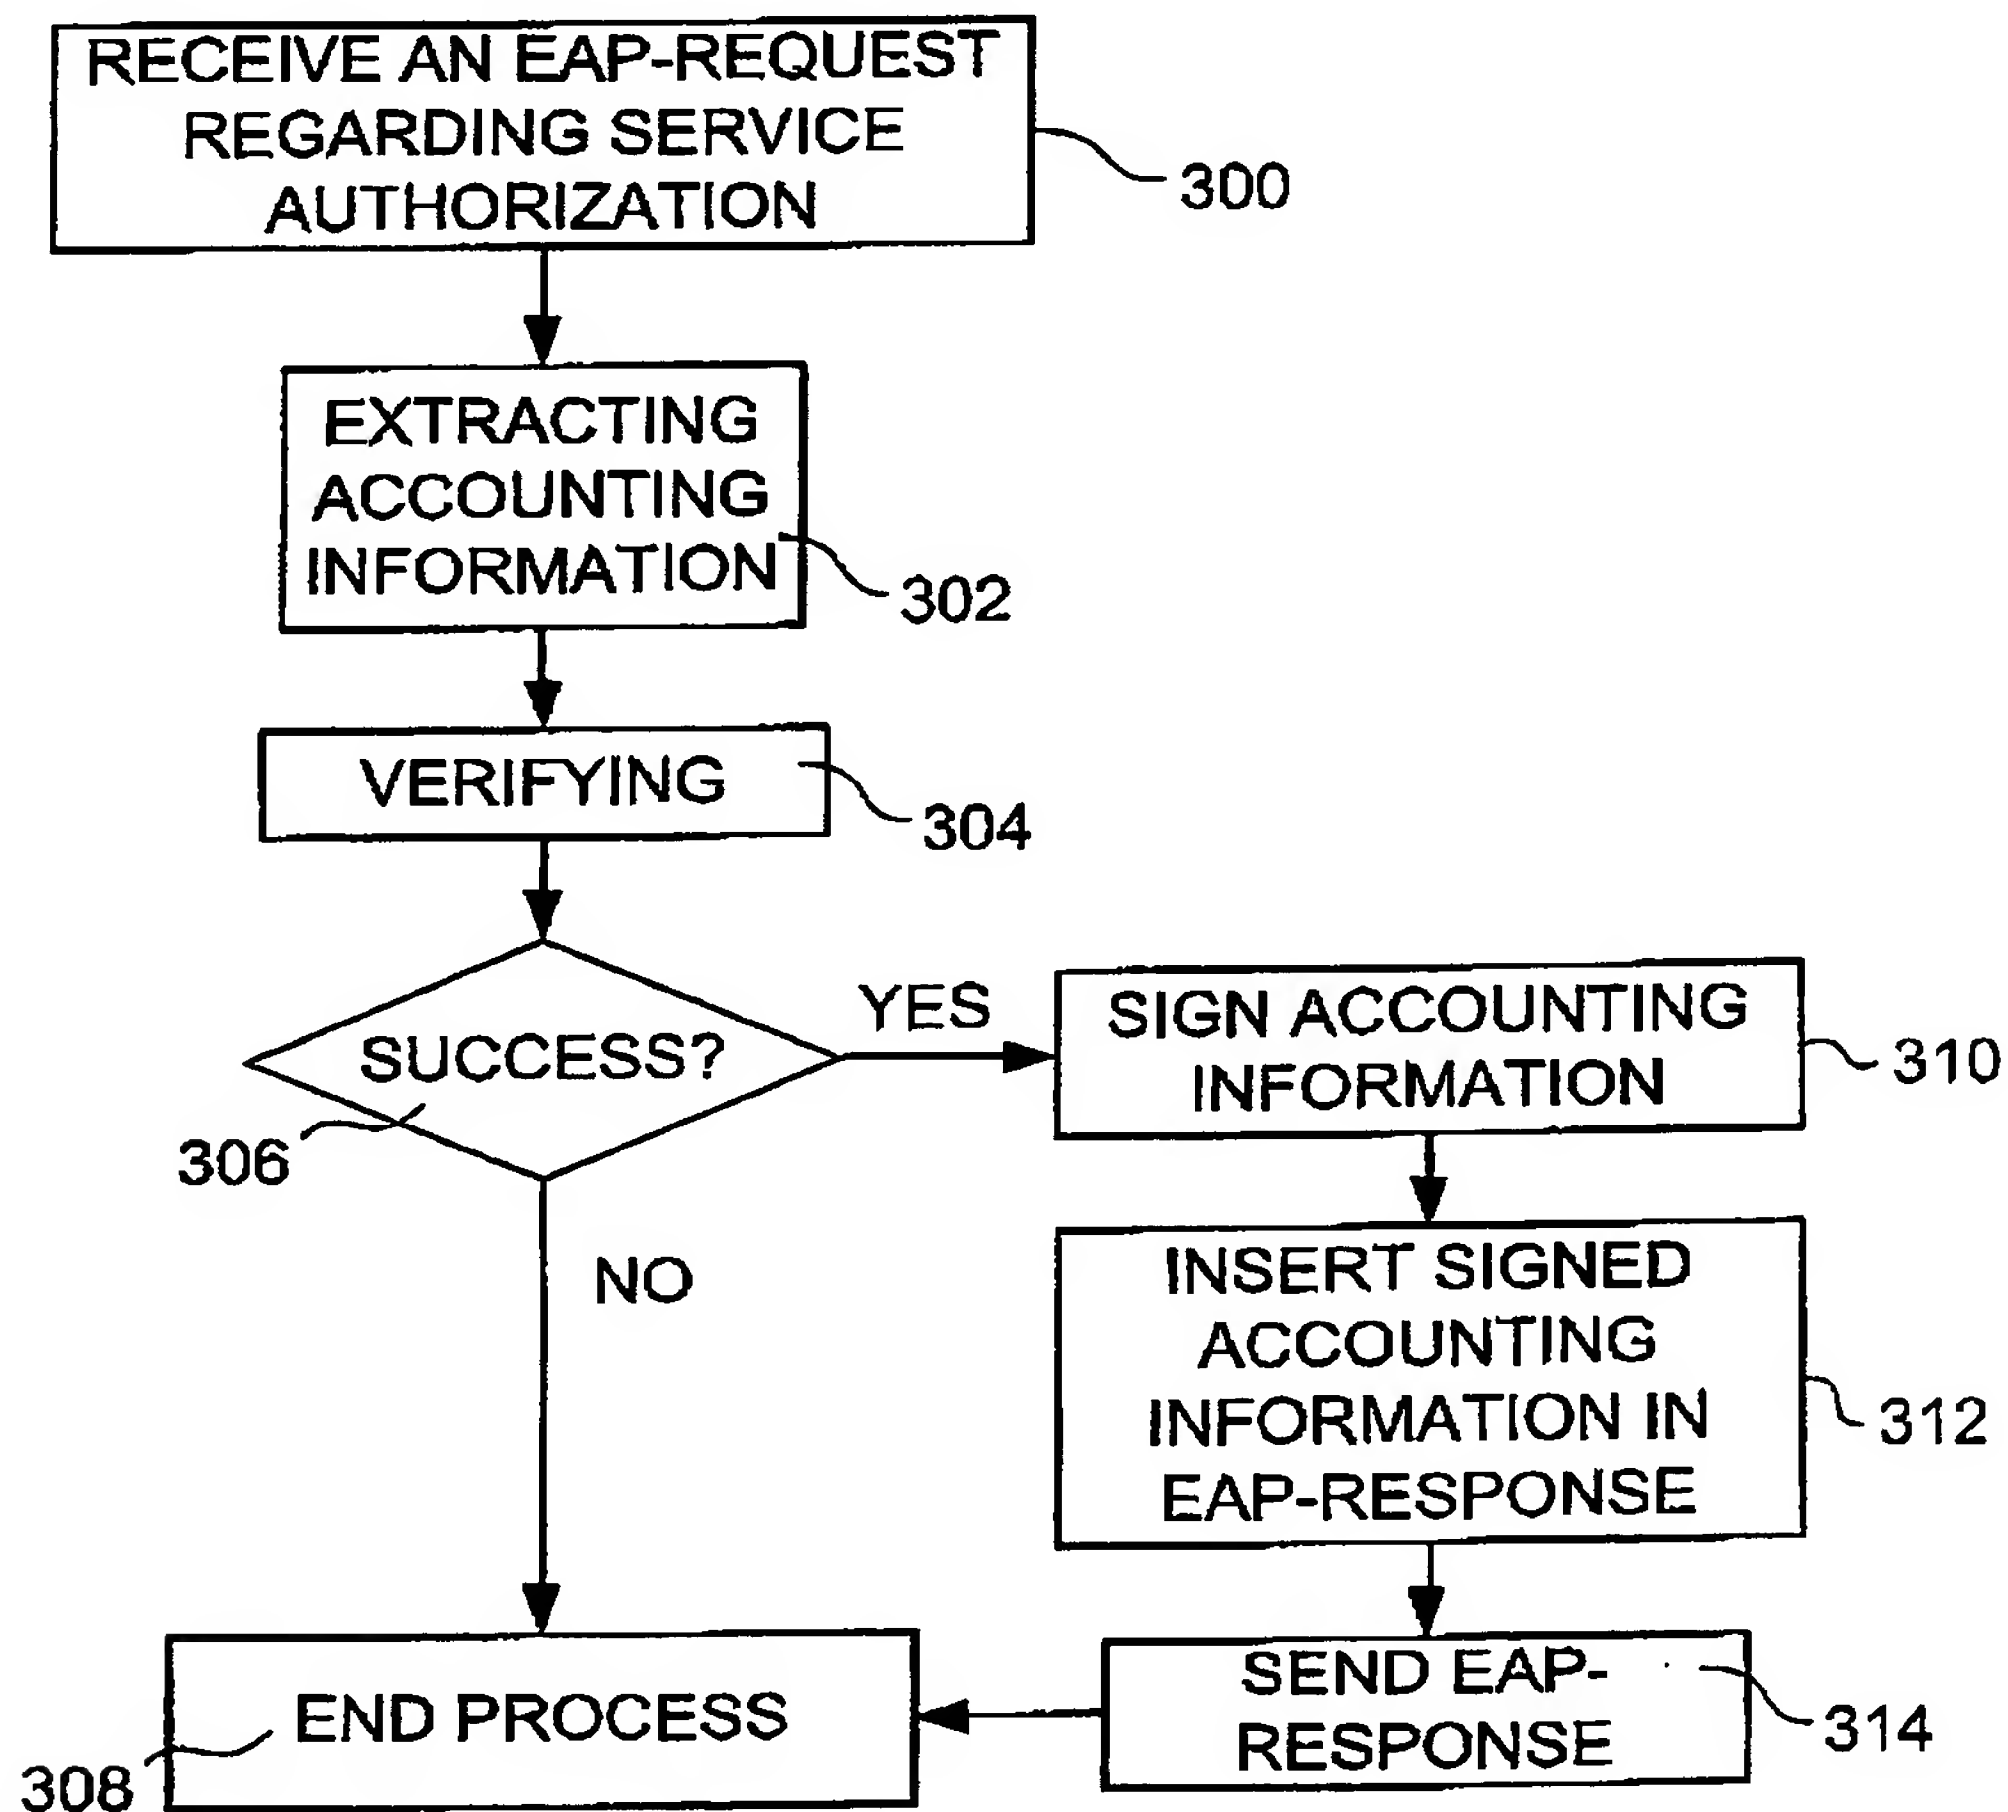 RECEIVE AN EAP-REQUEST
REGARDING SERVICE
AUTHORIZATION
300
EXTRACTING
ACCOUNTING
INFORMATION
302
VERIFYING
304
SUCCESS?
306
YES
NO
SIGN ACCOUNTING
INFORMATION
310
INSERT SIGNED
ACCOUNTING
INFORMATION IN
EAP-RESPONSE
312
SEND EAP-
RESPONSE
314
END PROCESS
308